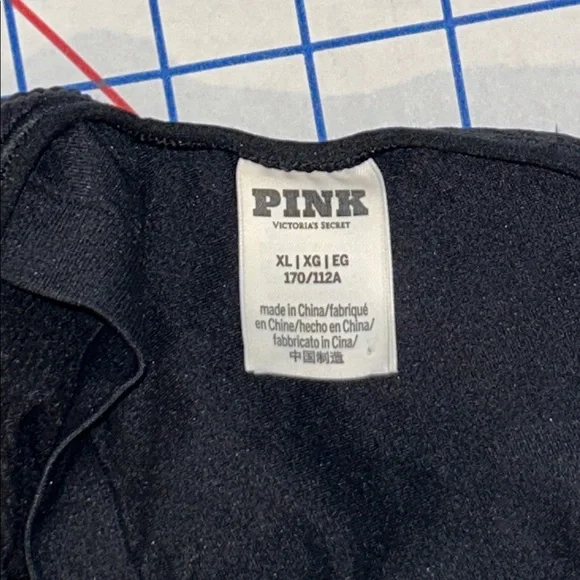 PINK
VICTORIA'S SECRET
XL | XG | EG
170/112A
made in China/fabriqué
en Chine/hecho en China/
fabbricato in Cina/
中国制造